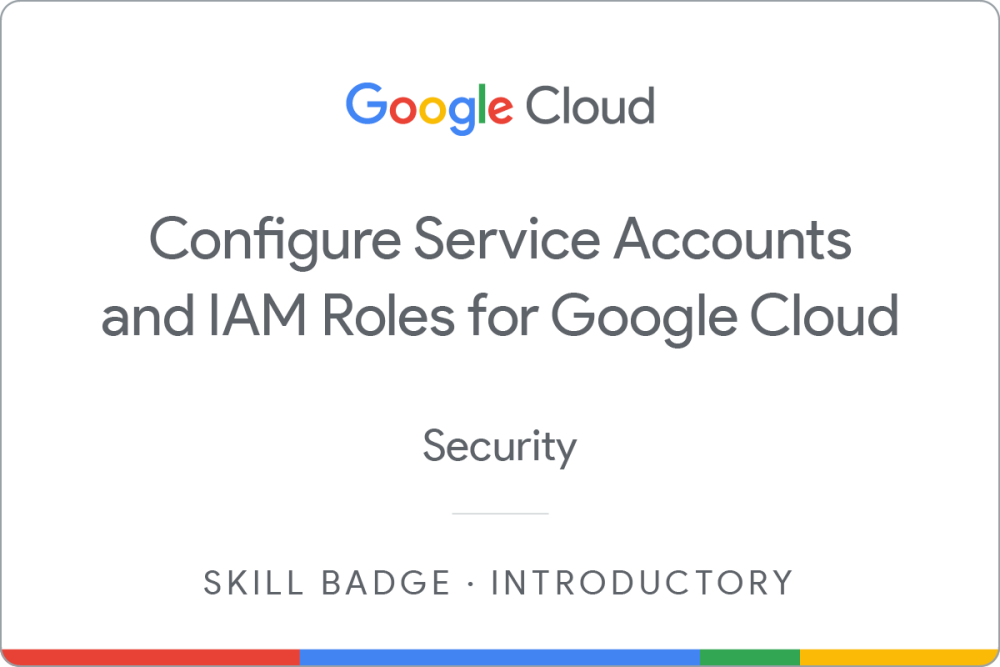 Google Cloud
Configure Service Accounts
and IAM Roles for Google Cloud
Security
SKILL BADGE · INTRODUCTORY